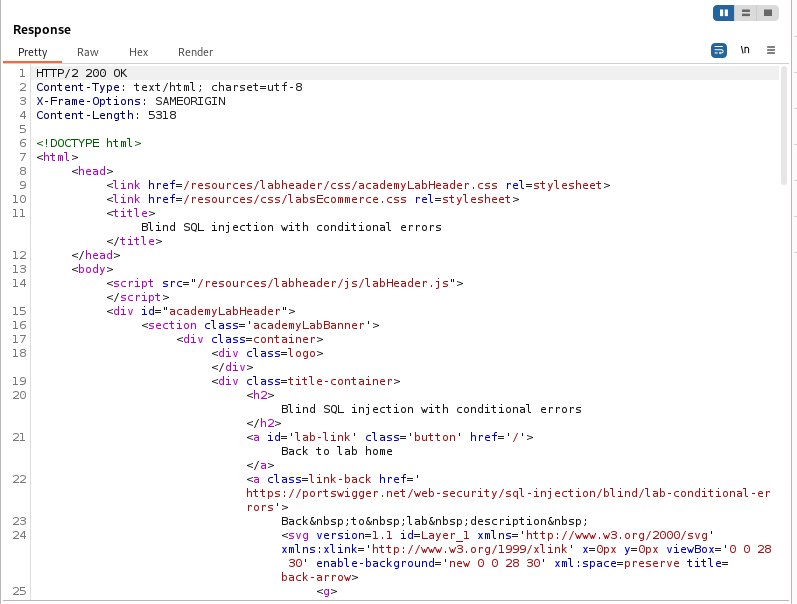 Response
Pretty Raw Hex Render \n
1 HTTP/2 200 OK
2 Content-Type: text/html; charset=utf-8
3 X-Frame-Options: SAMEORIGIN
4 Content-Length: 5318
5
6 <!DOCTYPE html>
7 <html>
8 <head>
9 <link href=/resources/labheader/css/academyLabHeader.css rel=stylesheet>
10 <link href=/resources/css/labsEcommerce.css rel=stylesheet>
11 <title>
Blind SQL injection with conditional errors
</title>
12 </head>
13 <body>
14 <script src="/resources/labheader/js/labHeader.js">
</script>
15 <div id="academyLabHeader">
16 <section class='academyLabBanner'>
17 <div class=container>
18 <div class=logo>
</div>
19 <div class=title-container>
20 <h2>
Blind SQL injection with conditional errors
</h2>
21 <a id='lab-link' class='button' href='/'>
Back to lab home
</a>
22 <a class=link-back href='
https://portswigger.net/web-security/sql-injection/blind/lab-conditional-er
rors'>
23 Back&nbsp;to&nbsp;lab&nbsp;description&nbsp;
24 <svg version=1.1 id=Layer_1 xmlns='http://www.w3.org/2000/svg'
xmlns:xlink='http://www.w3.org/1999/xlink' x=0px y=0px viewBox='0 0 28
30' enable-background='new 0 0 28 30' xml:space=preserve title=
back-arrow>
25 <g>